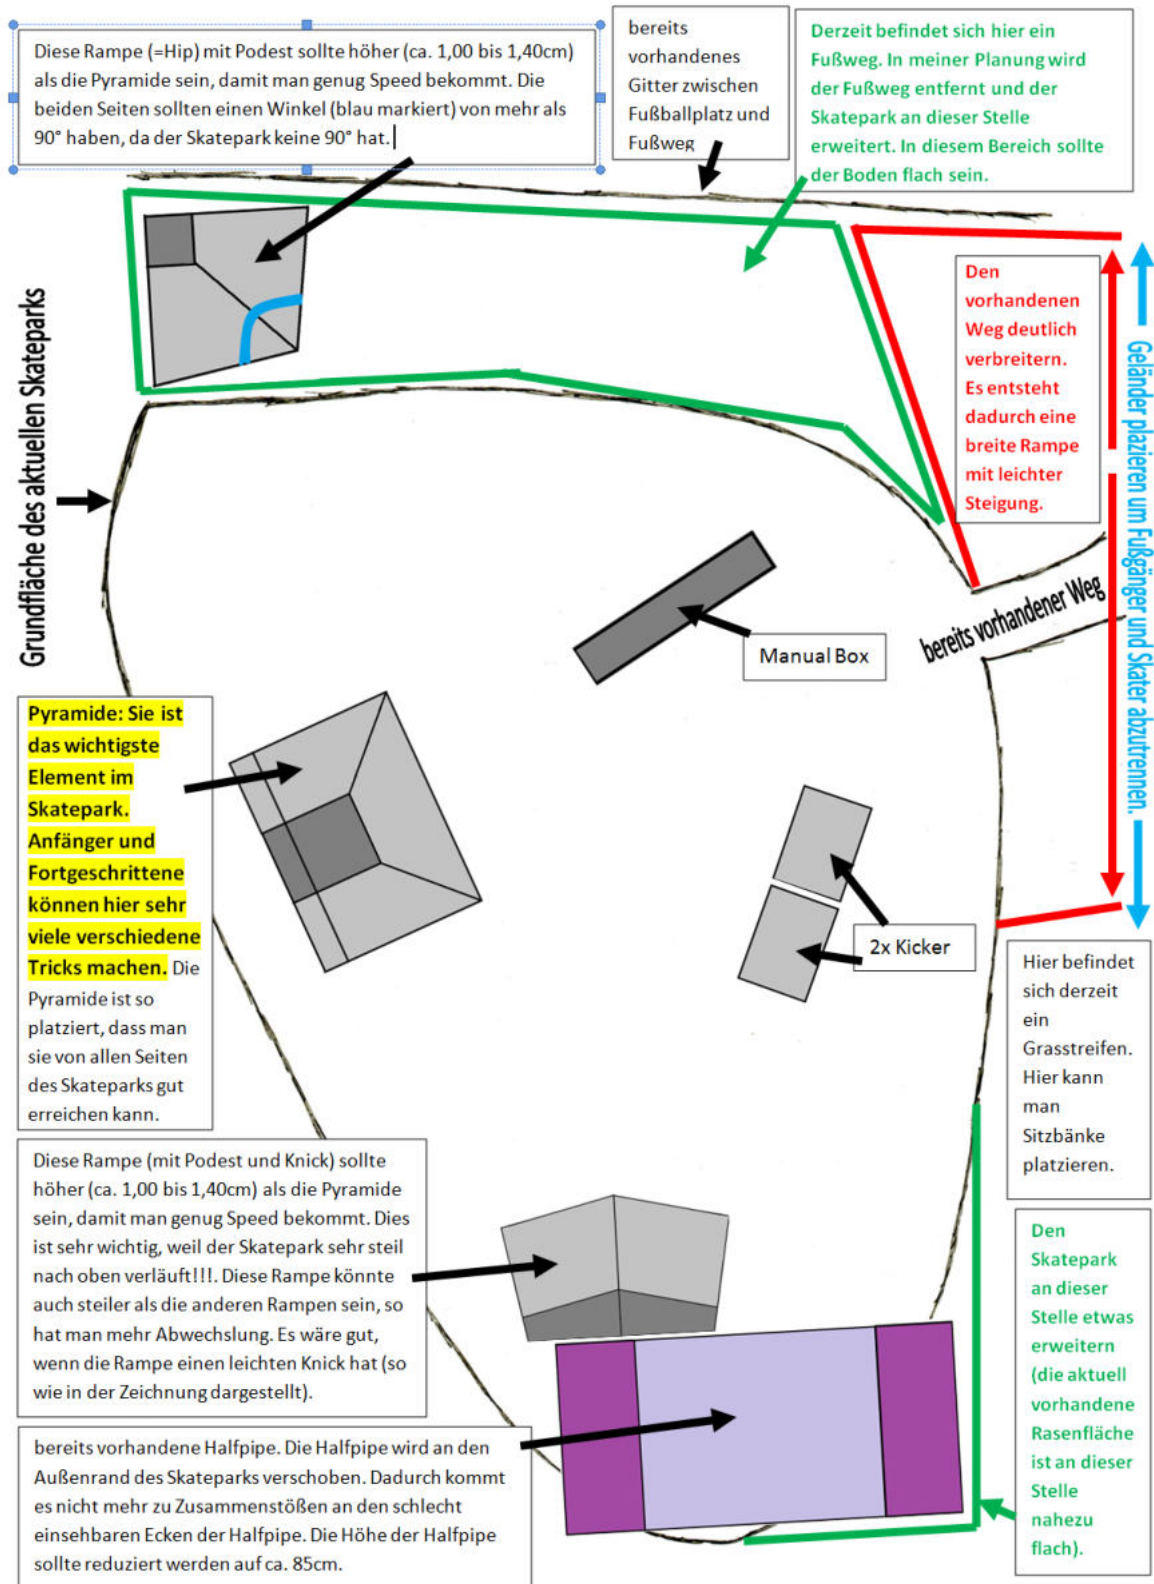 Diese Rampe (=Hip) mit Podest sollte höher (ca. 1,00 bis 1,40cm)
als die Pyramide sein, damit man genug Speed bekommt. Die
beiden Seiten sollten einen Winkel (blau markiert) von mehr als
90° haben, da der Skatepark keine 90° hat.
bereits
vorhandenes
Gitter zwischen
Fußballplatz und
Fußweg
Derzeit befindet sich hier ein
Fußweg. In meiner Planung wird
der Fußweg entfernt und der
Skatepark an dieser Stelle
erweitert. In diesem Bereich sollte
der Boden flach sein.
Den
vorhandenen
Weg deutlich
verbreitern.
Es entsteht
dadurch eine
breite Rampe
mit leichter
Steigung.
Geländer plazieren um Fußgänger und Skater abzutrennen.
Grundfläche des aktuellen Skateparks
bereits vorhandener Weg
Manual Box
Pyramide: Sie ist
das wichtigste
Element im
Skatepark.
Anfänger und
Fortgeschrittene
können hier sehr
viele verschiedene
Tricks machen. Die
Pyramide ist so
platziert, dass man
sie von allen Seiten
des Skateparks gut
erreichen kann.
2x Kicker
Hier befindet
sich derzeit
ein
Grasstreifen.
Hier kann
man
Sitzbänke
platzieren.
Diese Rampe (mit Podest und Knick) sollte
höher (ca. 1,00 bis 1,40cm) als die Pyramide
sein, damit man genug Speed bekommt. Dies
ist sehr wichtig, weil der Skatepark sehr steil
nach oben verläuft!!!. Diese Rampe könnte
auch steiler als die anderen Rampen sein, so
hat man mehr Abwechslung. Es wäre gut,
wenn die Rampe einen leichten Knick hat (so
wie in der Zeichnung dargestellt).
Den
Skatepark
an dieser
Stelle etwas
erweitern
(die aktuell
vorhandene
Rasenfläche
ist an dieser
Stelle
nahezu
flach).
bereits vorhandene Halfpipe. Die Halfpipe wird an den
Außenrand des Skateparks verschoben. Dadurch kommt
es nicht mehr zu Zusammenstößen an den schlecht
einsehbaren Ecken der Halfpipe. Die Höhe der Halfpipe
sollte reduziert werden auf ca. 85cm.